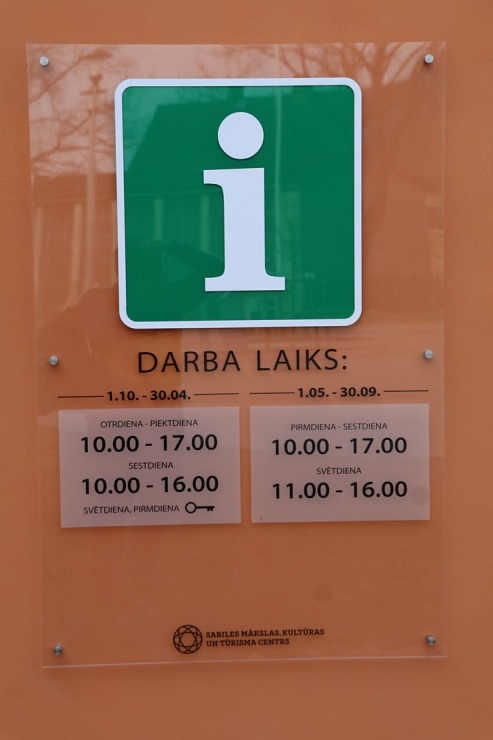 i
DARBA LAIKS:
1.10. - 30.04.
OTRDIENA - PIEKTDIENA
10.00 - 17.00
SESTDIENA
10.00 - 16.00
SVĒTDIENA, PIRMDIENA
1.05. - 30.09.
PIRMDIENA - SESTDIENA
10.00 - 17.00
SVĒTDIENA
11.00 - 16.00
SABILES MĀKSLAS, KULTŪRAS
UN TŪRISMA CENTRS